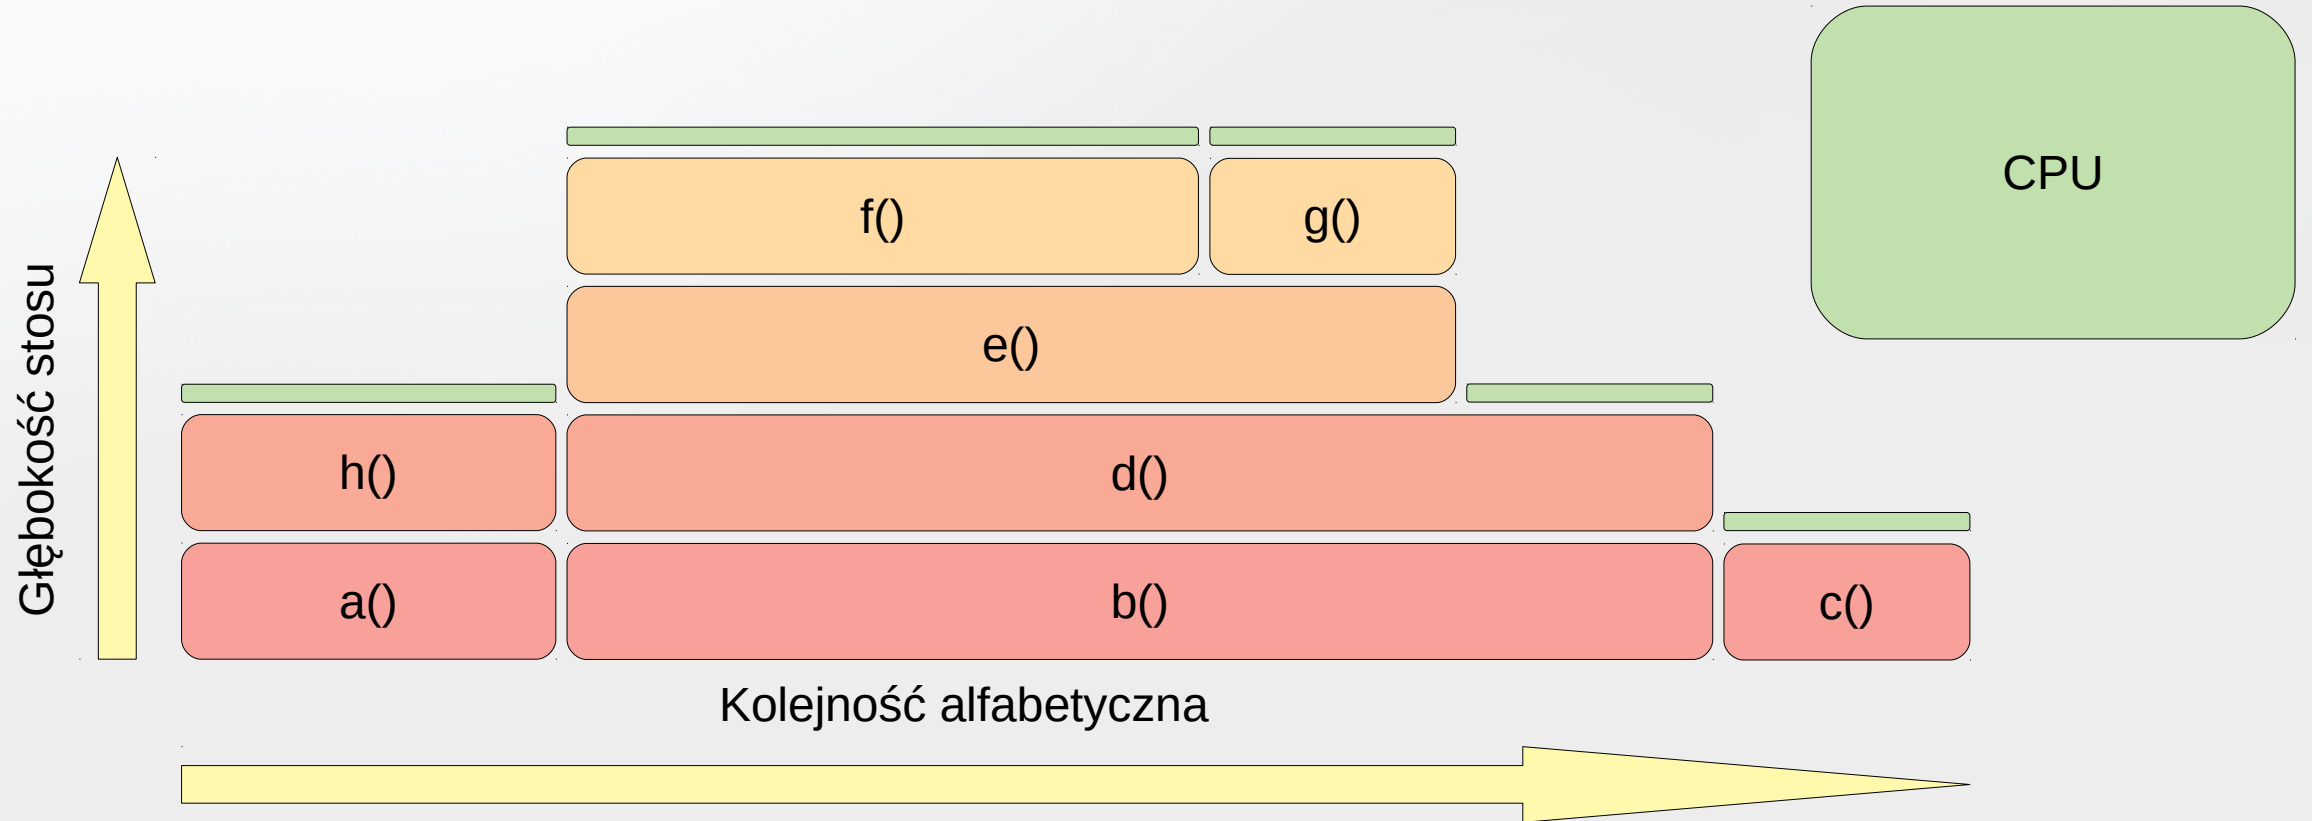 CPU
f()
g()
e()
h()
d()
a()
b()
c()
Głębokość stosu
Kolejność alfabetyczna